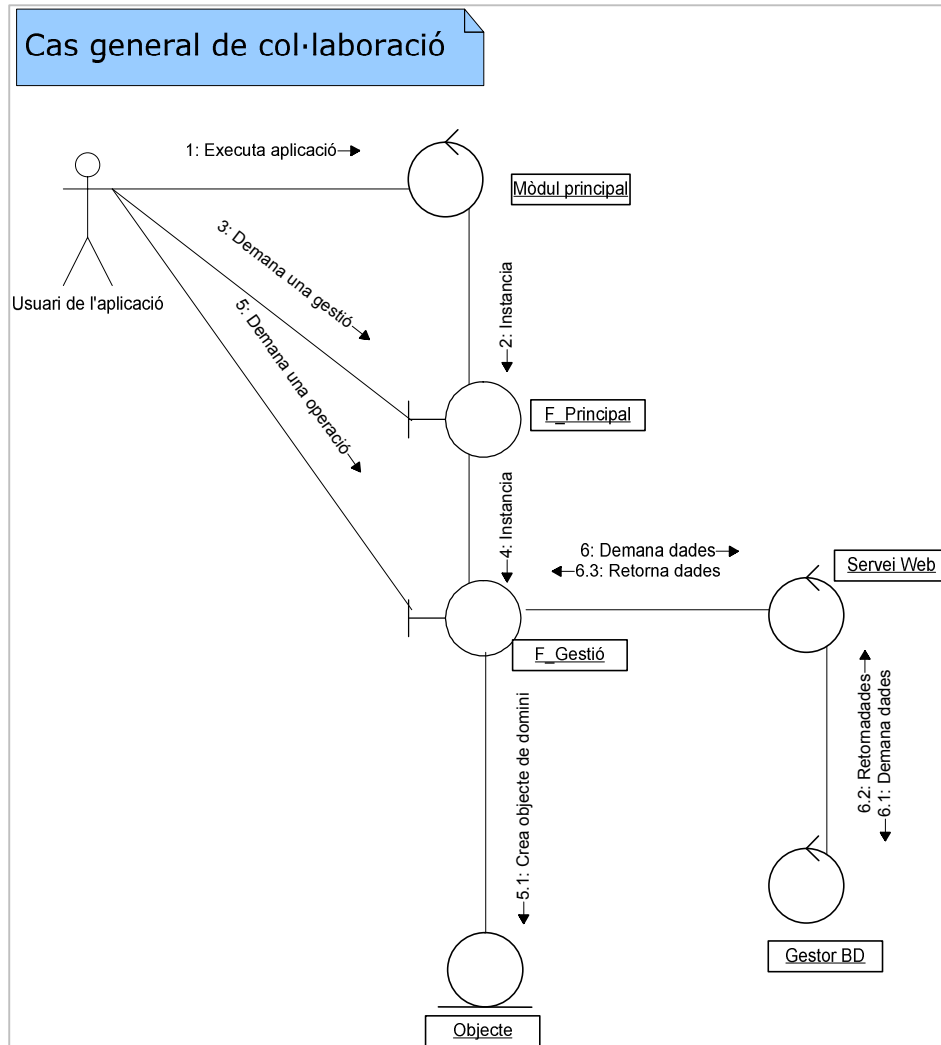 Cas general de col·laboració
1: Executa aplicació
Mòdul principal
Usuari de l'aplicació
3: Demana una gestió
2: Instancia
5: Demana una operació
F_Principal
4: Instancia
6: Demana dades
6.3: Retorna dades
Servei Web
F_Gestió
6.2: Retornadades
6.1: Demana dades
5.1: Crea objecte de domini
Gestor BD
Objecte